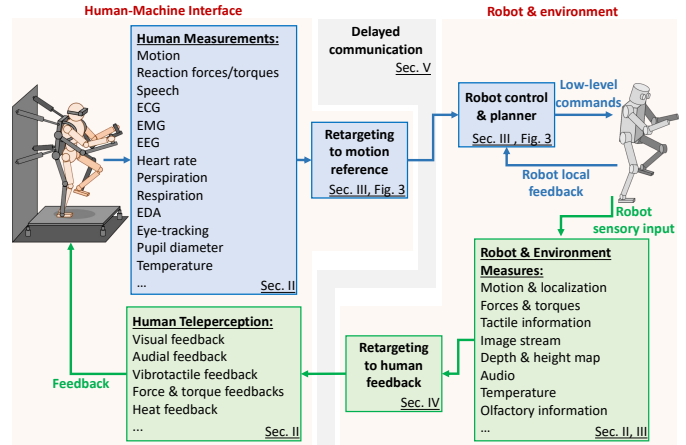 Human-Machine Interface
Robot & environment
Human Measurements:
Motion
Reaction forces/torques
Speech
ECG
EMG
EEG
Heart rate
Perspiration
Respiration
EDA
Eye-tracking
Pupil diameter
Temperature
...
Sec. II
Delayed
communication
Sec. V
Retargeting
to motion
reference
Sec. III, Fig. 3
Robot control
& planner
Sec. III , Fig. 3
Low-level
commands
Robot local
feedback
Robot
sensory input
Robot & Environment
Measures:
Motion & localization
Forces & torques
Tactile information
Image stream
Depth & height map
Audio
Temperature
Olfactory information
...
Sec. II, III
Retargeting
to human
feedback
Sec. IV
Human Teleperception:
Visual feedback
Audial feedback
Vibrotactile feedback
Force & torque feedbacks
Heat feedback
...
Sec. II
Feedback